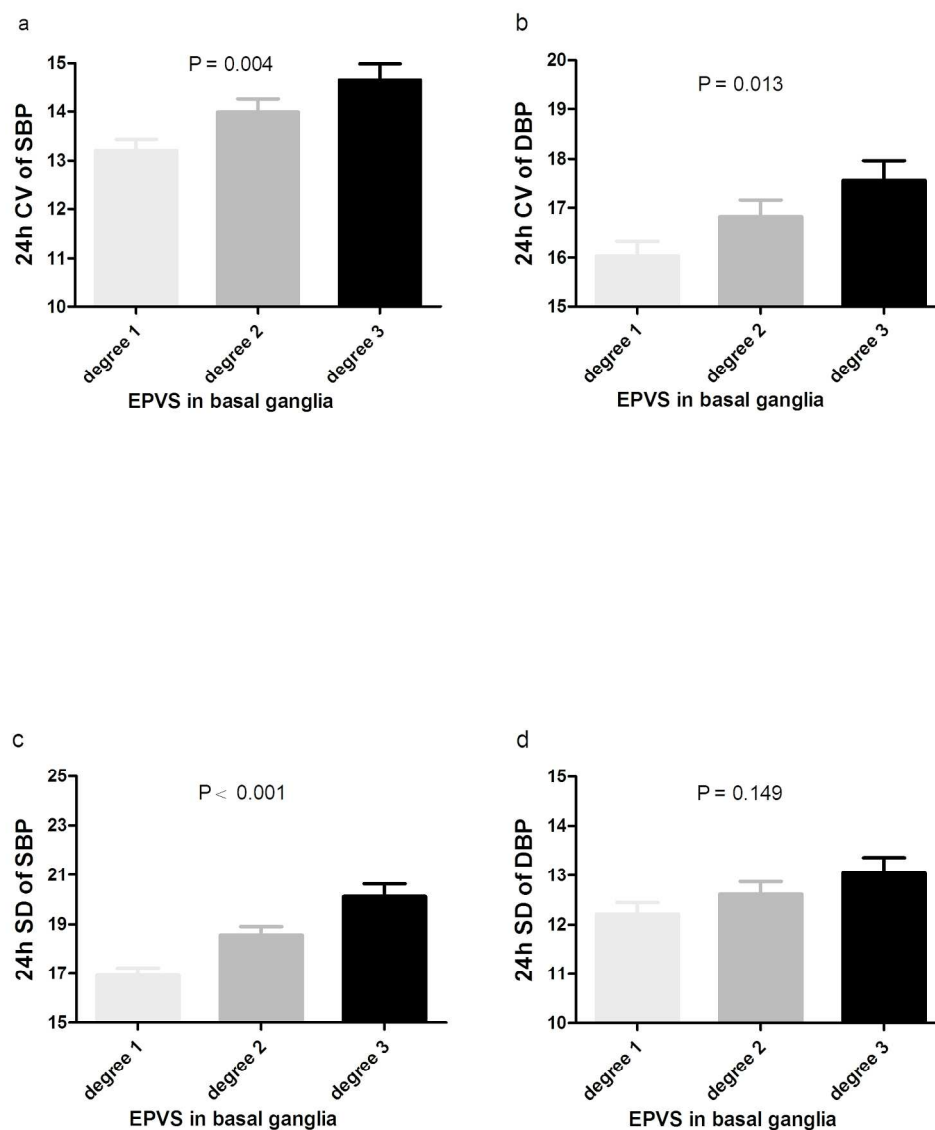 a
P = 0.004
24h CV of SBP
15
14
13
12
11
10
degree 1
degree 2
degree 3
EPVS in basal ganglia
b
P = 0.013
24h CV of DBP
20
19
18
17
16
15
degree 1
degree 2
degree 3
EPVS in basal ganglia
c
P < 0.001
24h SD of SBP
25
23
21
19
17
15
degree 1
degree 2
degree 3
EPVS in basal ganglia
d
P = 0.149
24h SD of DBP
15
14
13
12
11
10
degree 1
degree 2
degree 3
EPVS in basal ganglia